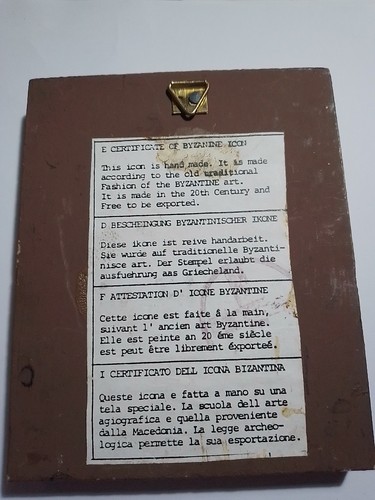 E CERTIFICATE OF BYZANINE ICON
This icon is hand made. It is made
according to the old traditional
Fashion of the BYZANTINE art.
It is made in the 20th Century and
Free to be exported.
D BESCHEINGUNG BYZANTINISCHER IKONE
Diese ikone ist reive handarbeit.
Sie wurde auf traditionelle Byzanti-
nisce art. Der Stempel erlaubt die
ausfuehrung aas Griecheland.
F ATTESTATION D' ICONE BYZANTINE
Cette icone est faite á la main,
suivant l' ancien art Byzantine.
Elle est peinte an 20 éme siècle
est peut être librement éxporteé.
I CERTIFICATO DELL ICONA BIZANTINA
Queste icona e fatta a mano su una
tela speciale. La scuola dell arte
agiografica e quella proveniente
dalla Macedonia. La legge archeo-
logica permette la sua esportazione.